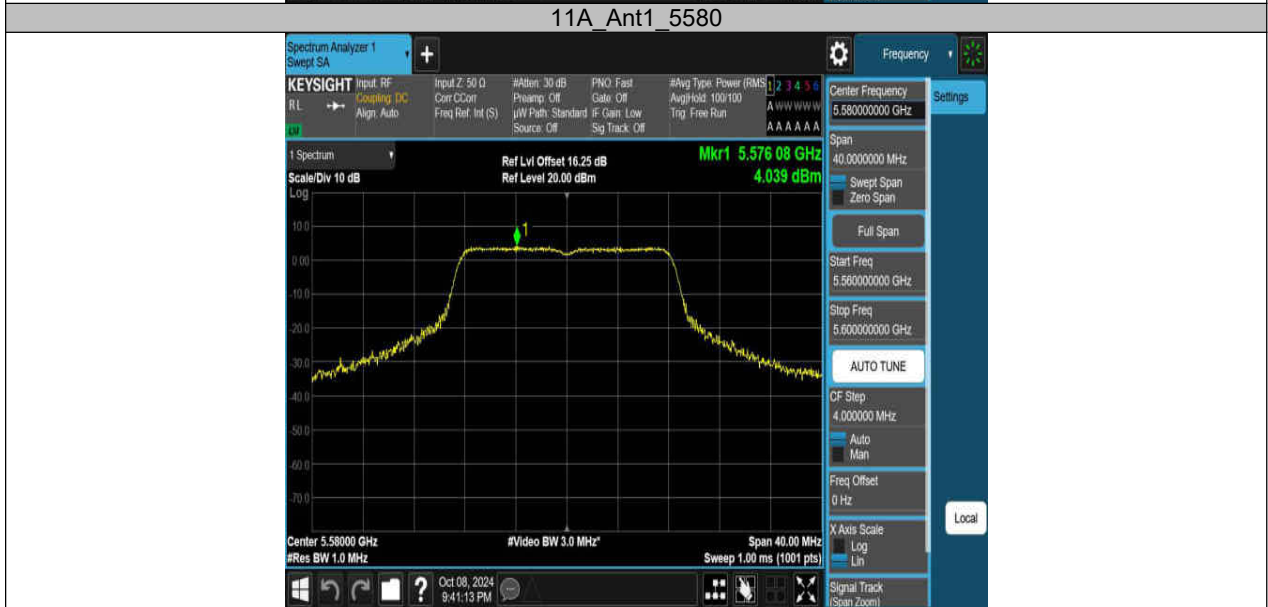 11A_Ant1_5580
Spectrum Analyzer 1
Swept SA
+
Frequency
KEYSIGHT
Input: RF
Coupling: DC
Align: Auto
Input Z: 50 Ω
Corr CCorr
Freq Ref: Int (S)
#Atten: 30 dB
Preamp: Off
µW Path: Standard
Source: Off
PNO: Fast
Gate: Off
IF Gain: Low
Sig Track: Off
#Avg Type: Power (RMS
Avg|Hold: 100/100
Trig: Free Run
1 2 3 4 5 6
A W W W W W
A A A A A A
RL
Center Frequency
5.580000000 GHz
Settings
Span
40.0000000 MHz
Swept Span
Zero Span
Full Span
Start Freq
5.560000000 GHz
Stop Freq
5.600000000 GHz
AUTO TUNE
CF Step
4.000000 MHz
Auto
Man
Freq Offset
0 Hz
X Axis Scale
Log
Lin
Signal Track
(Span Zoom)
Local
1 Spectrum
Scale/Div 10 dB
Log
Ref Lvl Offset 16.25 dB
Ref Level 20.00 dBm
Mkr1 5.576 08 GHz
4.039 dBm
1
10.0
0.00
-10.0
-20.0
-30.0
-40.0
-50.0
-60.0
-70.0
Center 5.58000 GHz
#Res BW 1.0 MHz
#Video BW 3.0 MHz*
Span 40.00 MHz
Sweep 1.00 ms (1001 pts)
?
Oct 08, 2024
9:41:13 PM